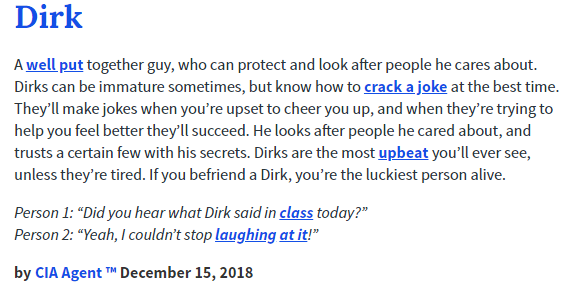 Dirk
A well put together guy, who can protect and look after people he cares about.
Dirks can be immature sometimes, but know how to crack a joke at the best time.
They’ll make jokes when you’re upset to cheer you up, and when they’re trying to
help you feel better they’ll succeed. He looks after people he cared about, and
trusts a certain few with his secrets. Dirks are the most upbeat you’ll ever see,
unless they’re tired. If you befriend a Dirk, you’re the luckiest person alive.
Person 1: “Did you hear what Dirk said in class today?”
Person 2: “Yeah, I couldn’t stop laughing at it!”
by CIA Agent ™ December 15, 2018